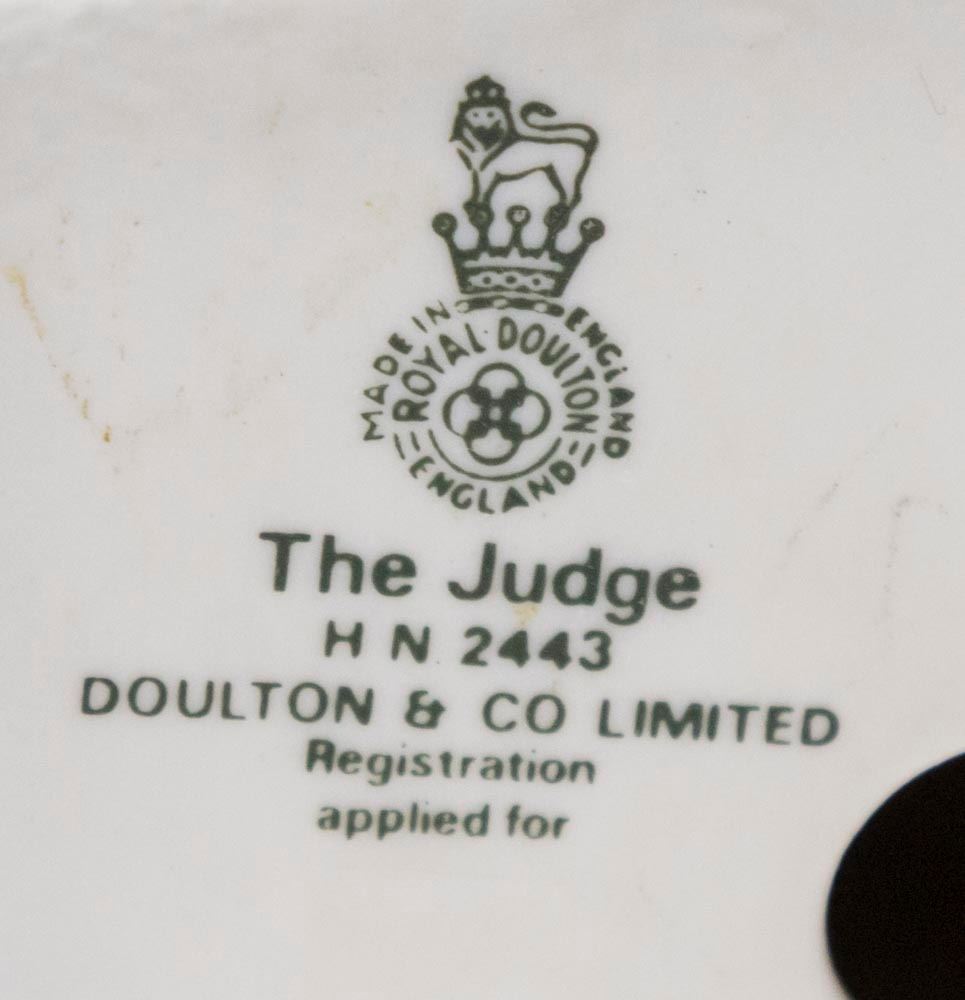 MADE IN ENGLAND
ROYAL DOULTON
ENGLAND
The Judge
H N 2443
DOULTON & CO LIMITED
Registration
applied for